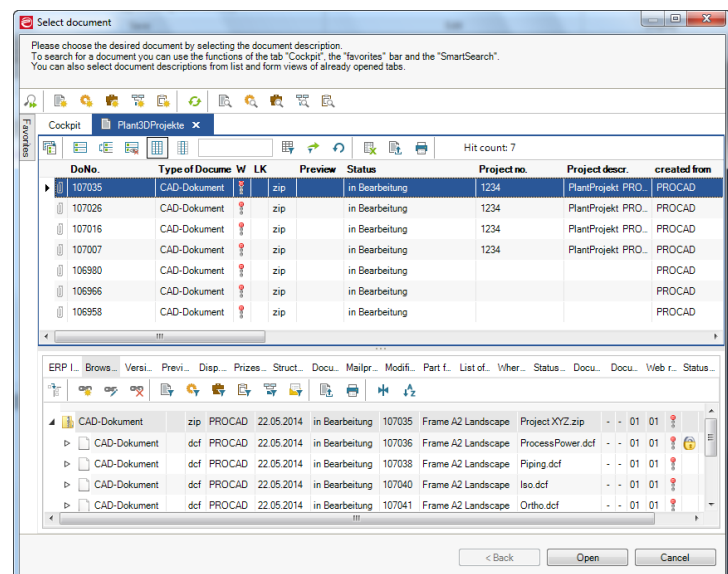 Select document
Please choose the desired document by selecting the document description.
To search for a document you can use the functions of the tab "Cockpit", the "favorites" bar and the "SmartSearch".
You can also select document descriptions from list and form views of already opened tabs.
Favorites
Cockpit Plant3DProjekte
Hit count: 7
DoNo. Type of Docume W LK Preview Status Project no. Project descr. created from
107035 CAD-Dokument zip in Bearbeitung 1234 PlantProjekt PRO... PROCAD
107026 CAD-Dokument zip in Bearbeitung 1234 PlantProjekt PRO... PROCAD
107016 CAD-Dokument zip in Bearbeitung 1234 PlantProjekt PRO... PROCAD
107007 CAD-Dokument zip in Bearbeitung 1234 PlantProjekt PRO... PROCAD
106980 CAD-Dokument zip in Bearbeitung PROCAD
106966 CAD-Dokument zip in Bearbeitung PROCAD
106958 CAD-Dokument zip in Bearbeitung PROCAD
ERP I... Brows... Versi... Previ... Disp... Prizes... Struct... Docu... Mailpr... Modifi... Part f... List of... Wher... Status... Docu... Docu... Web r... Status...
CAD-Dokument zip PROCAD 22.05.2014 in Bearbeitung 107035 Frame A2 Landscape Project XYZ.zip - - 01 01
CAD-Dokument dcf PROCAD 22.05.2014 in Bearbeitung 107036 Frame A2 Landscape ProcessPower.dcf - - 01 01
CAD-Dokument dcf PROCAD 22.05.2014 in Bearbeitung 107038 Frame A2 Landscape Piping.dcf - - 01 01
CAD-Dokument dcf PROCAD 22.05.2014 in Bearbeitung 107040 Frame A2 Landscape Iso.dcf - - 01 01
CAD-Dokument dcf PROCAD 22.05.2014 in Bearbeitung 107041 Frame A2 Landscape Ortho.dcf - - 01 01
< Back Open Cancel